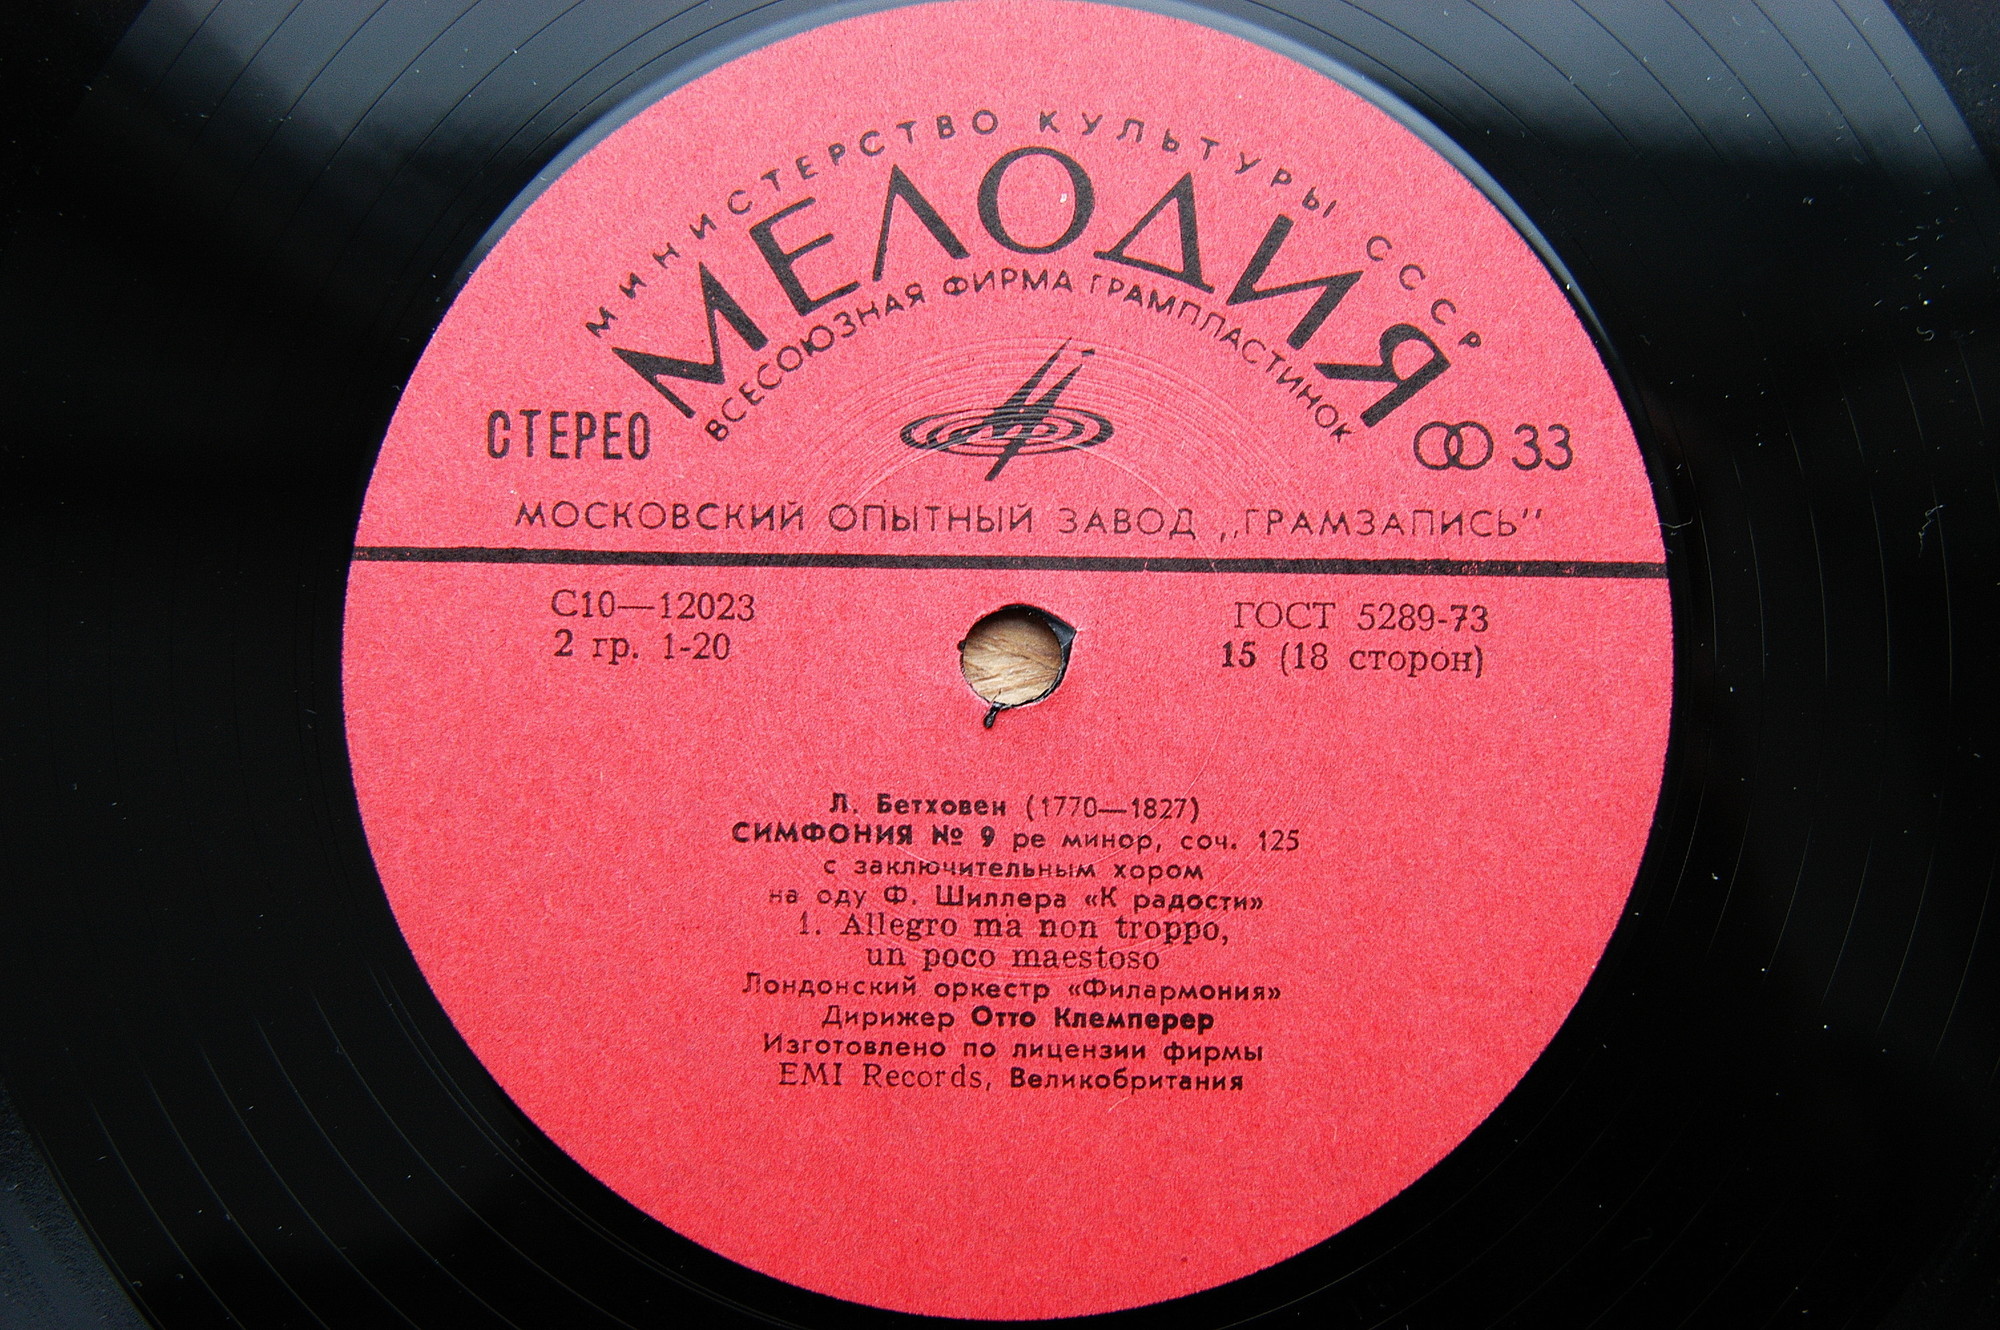 МИНИСТЕРСТВО КУЛЬТУРЫ СССР
МЕЛОДИЯ
ВСЕСОЮЗНАЯ ФИРМА ГРАМПЛАСТИНОК
СТЕРЕО
33
МОСКОВСКИЙ ОПЫТНЫЙ ЗАВОД „ГРАМЗАПИСЬ”
С10—12023
ГОСТ 5289-73
2 гр. 1-20
15 (18 сторон)
Л. Бетховен (1770—1827)
СИМФОНИЯ № 9 ре минор, соч. 125
с заключительным хором
на оду Ф. Шиллера «К радости»
1. Allegro ma non troppo,
un poco maestoso
Лондонский оркестр «Филармония»
Дирижер Отто Клемперер
Изготовлено по лицензии фирмы
EMI Records, Великобритания